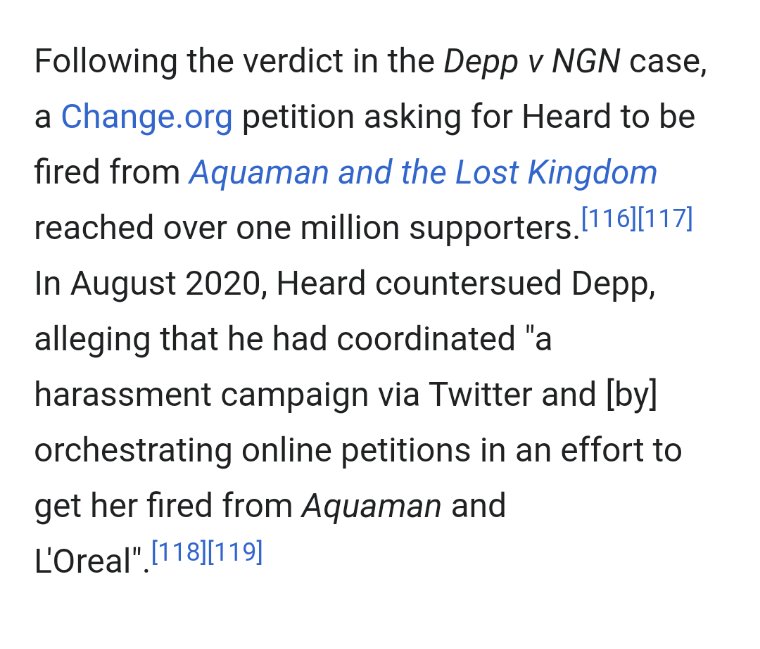 Following the verdict in the Depp v NGN case,
a Change.org petition asking for Heard to be
fired from Aquaman and the Lost Kingdom
reached over one million supporters.[116][117]
In August 2020, Heard countersued Depp,
alleging that he had coordinated "a
harassment campaign via Twitter and [by]
orchestrating online petitions in an effort to
get her fired from Aquaman and
L'Oreal".[118][119]